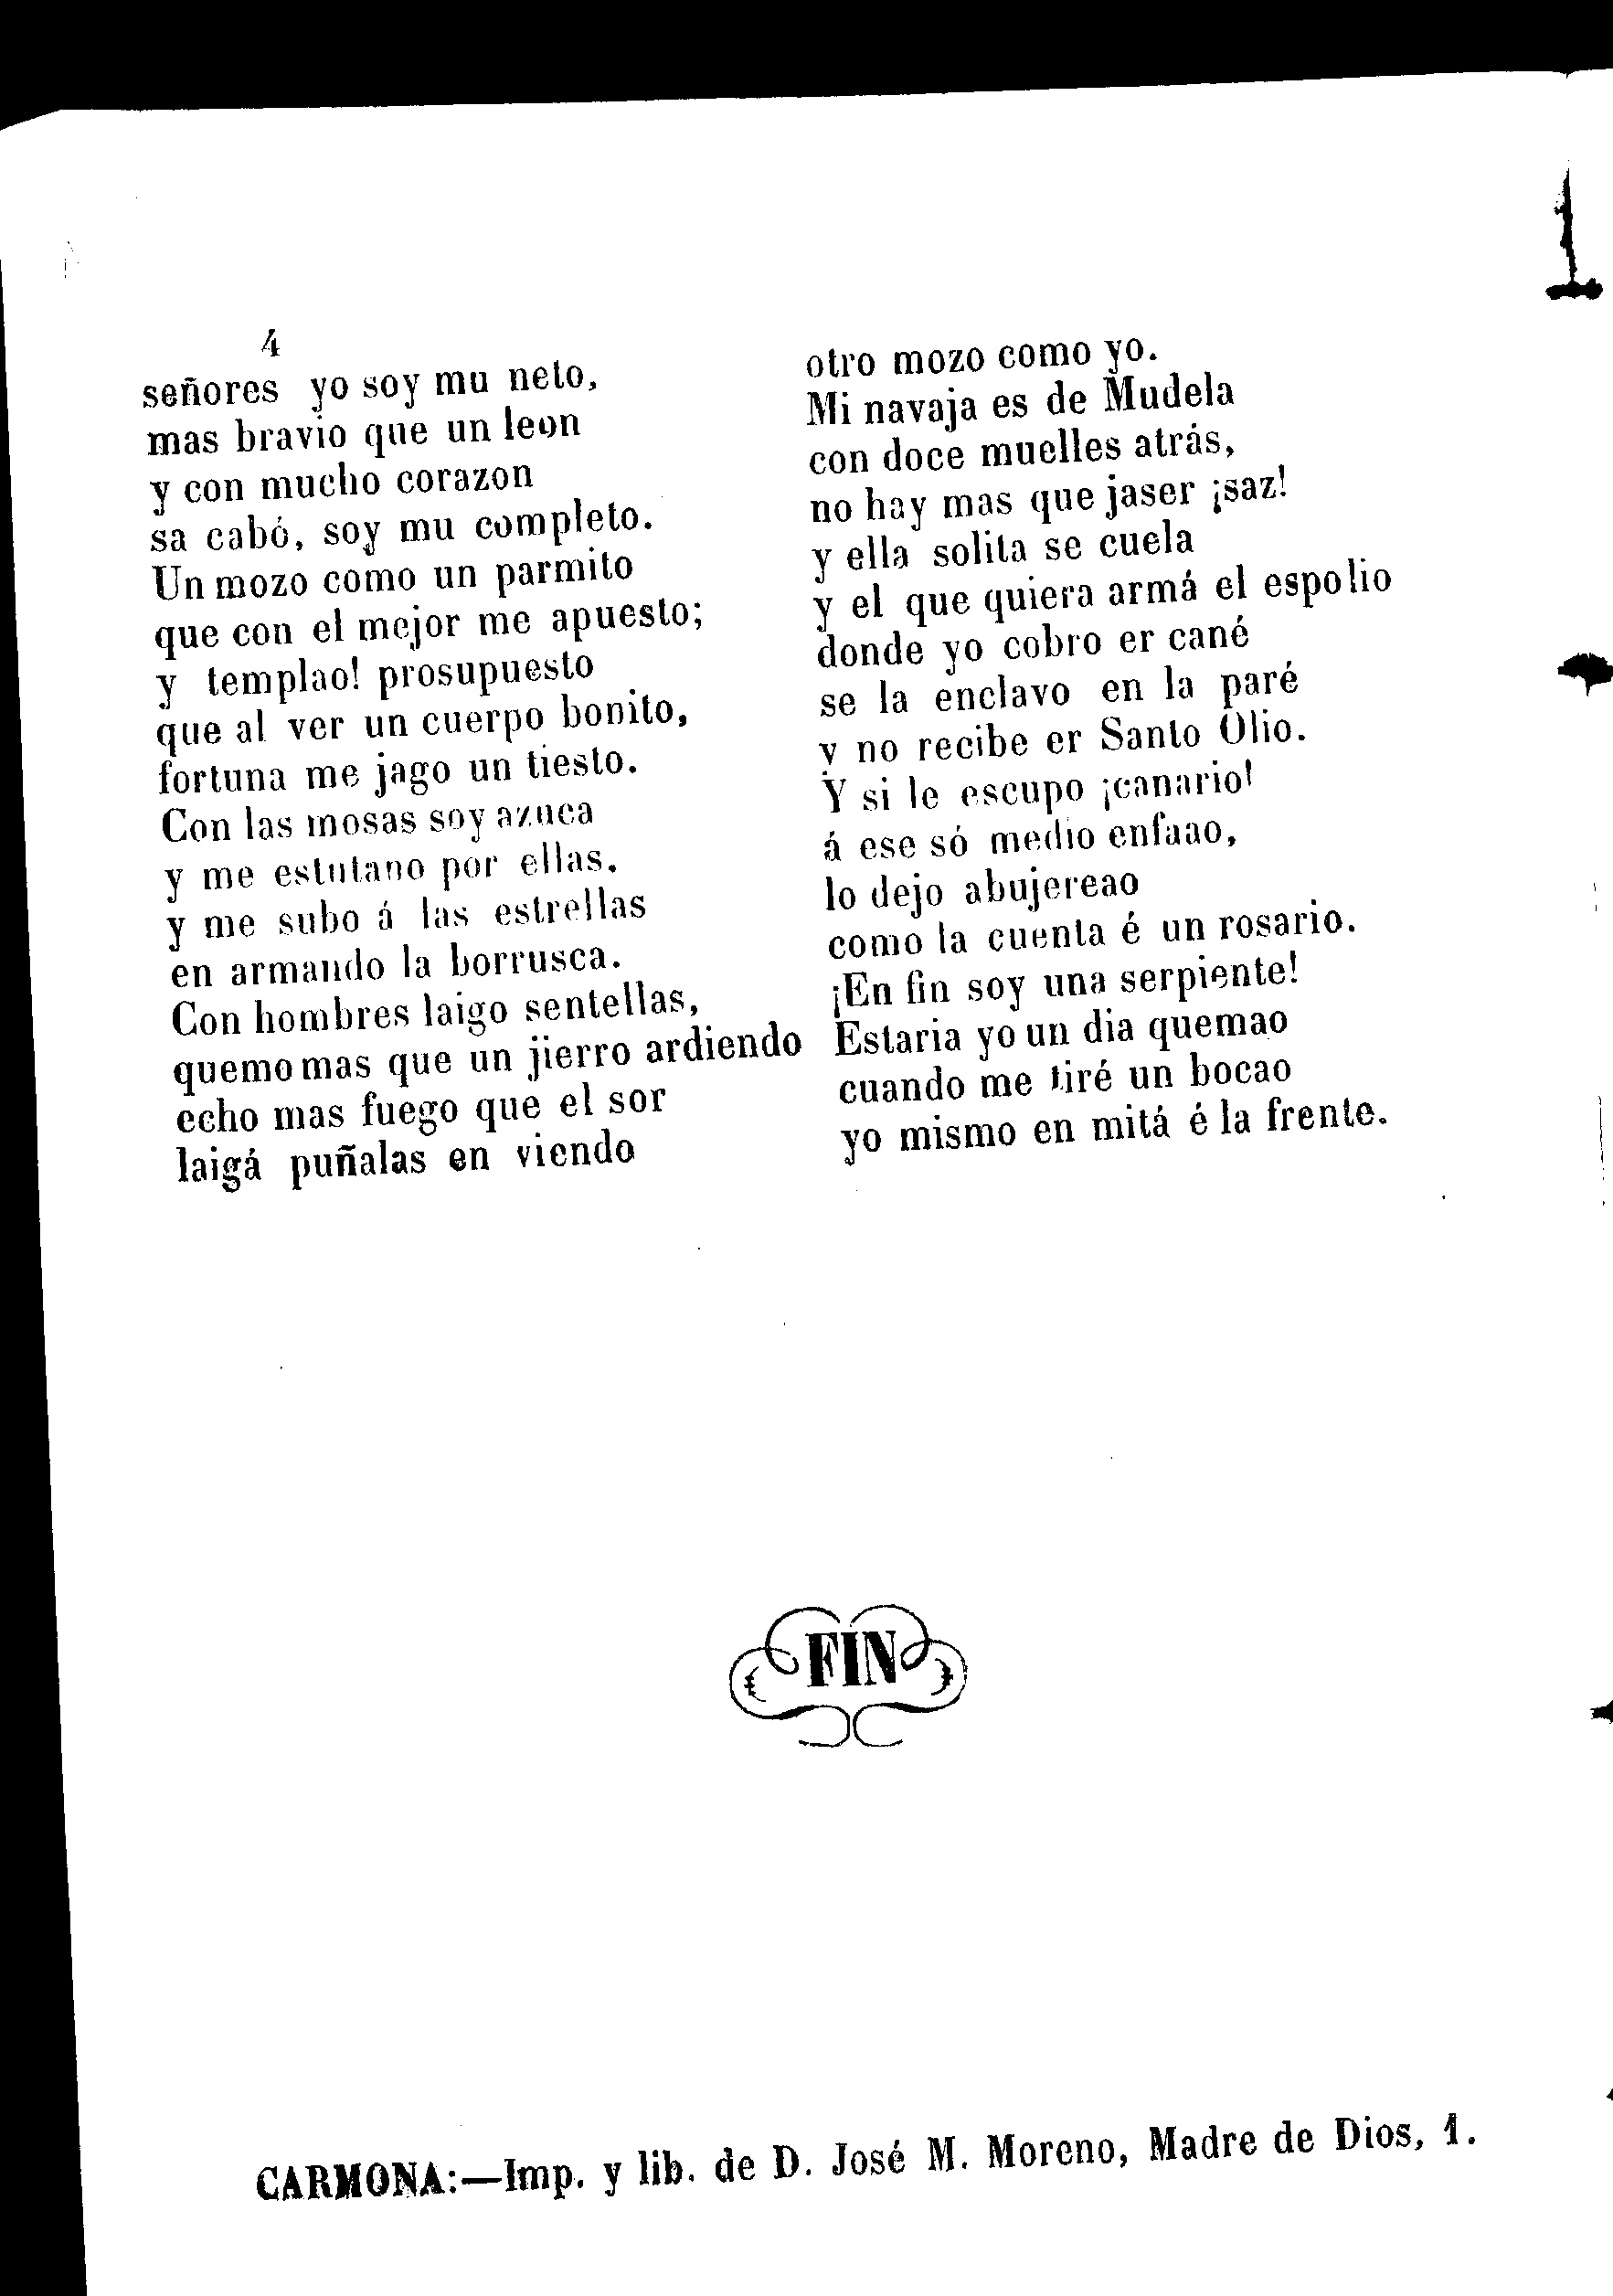 4
señores yo soy mu neto,
mas bravio que un leon
y con mucho corazon
sa cabó, soy mu completo.
Un mozo como un parmito
que con el mejor me apuesto;
y templao! prosupuesto
que al ver un cuerpo bonito,
fortuna me jago un tiesto.
Con las mosas soy azuca
y me estutano por ellas.
y me subo á las estrellas
en armando la borrusca.
Con hombres laigo sentellas,
quemo mas que un jierro ardiendo
echo mas fuego que el sor
laigá puñalas en viendo
otro mozo como yo.
Mi navaja es de Mudela
con doce muelles atrás,
no hay mas que jaser ¡saz!
y ella solita se cuela
y el que quiera armá el espolio
donde yo cobro er cané
se la enclavo en la paré
y no recibe er Santo Olio.
Y si le escupo ¡canario!
á ese só medio enfaao,
lo dejo abujereao
como la cuenta é un rosario.
¡En fin soy una serpiente!
Estaria yo un dia quemao
cuando me tiré un bocao
yo mismo en mitá é la frente.
FIN
CARMONA:—Imp. y lib. de D. José M. Moreno, Madre de Dios, 1.